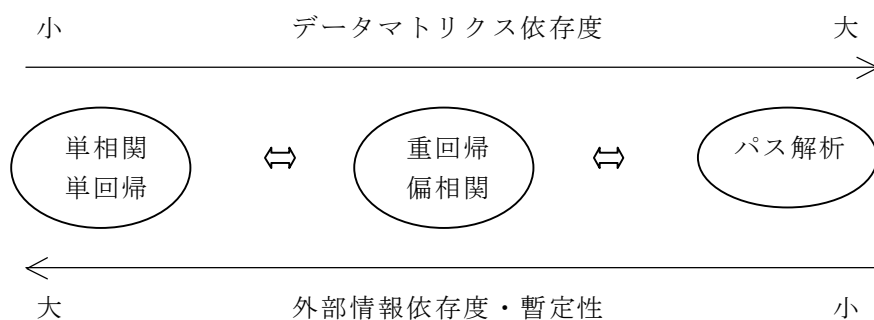 小 データマトリクス依存度 大
単相関 重回帰 パス解析
単回帰 偏相関
大 外部情報依存度・暫定性 小